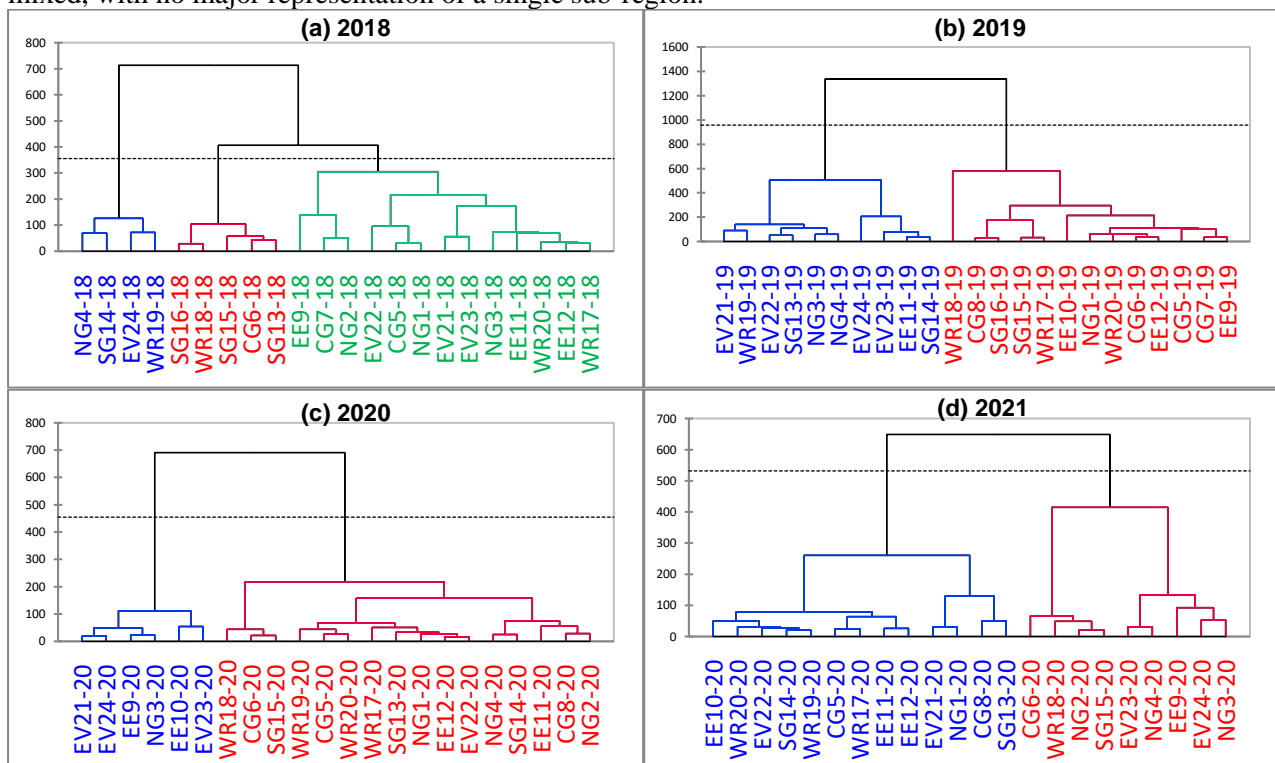 mixed, with no major representation of a single sub-region.
(a) 2018
800
700
600
500
400
300
200
100
0
NG4-18
SG14-18
EV24-18
WR19-18
SG16-18
WR18-18
SG15-18
CG6-18
SG13-18
EE9-18
CG7-18
NG2-18
EV22-18
CG5-18
NG1-18
EV21-18
EV23-18
NG3-18
EE11-18
WR20-18
EE12-18
WR17-18
(b) 2019
1600
1400
1200
1000
800
600
400
200
0
EV21-19
WR19-19
EV22-19
SG13-19
NG3-19
NG4-19
EV24-19
EV23-19
EE11-19
SG14-19
WR18-19
CG8-19
SG16-19
SG15-19
WR17-19
EE10-19
NG1-19
WR20-19
CG6-19
EE12-19
CG5-19
CG7-19
EE9-19
(c) 2020
800
700
600
500
400
300
200
100
0
EV21-20
EV24-20
EE9-20
NG3-20
EE10-20
EV23-20
WR18-20
CG6-20
SG15-20
WR19-20
CG5-20
WR20-20
WR17-20
SG13-20
NG1-20
EE12-20
EV22-20
NG4-20
SG14-20
EE11-20
CG8-20
NG2-20
(d) 2021
700
600
500
400
300
200
100
0
EE10-20
WR20-20
EV22-20
SG14-20
WR19-20
CG5-20
WR17-20
EE11-20
EE12-20
EV21-20
NG1-20
CG8-20
SG13-20
CG6-20
WR18-20
NG2-20
SG15-20
EV23-20
NG4-20
EE9-20
EV24-20
NG3-20